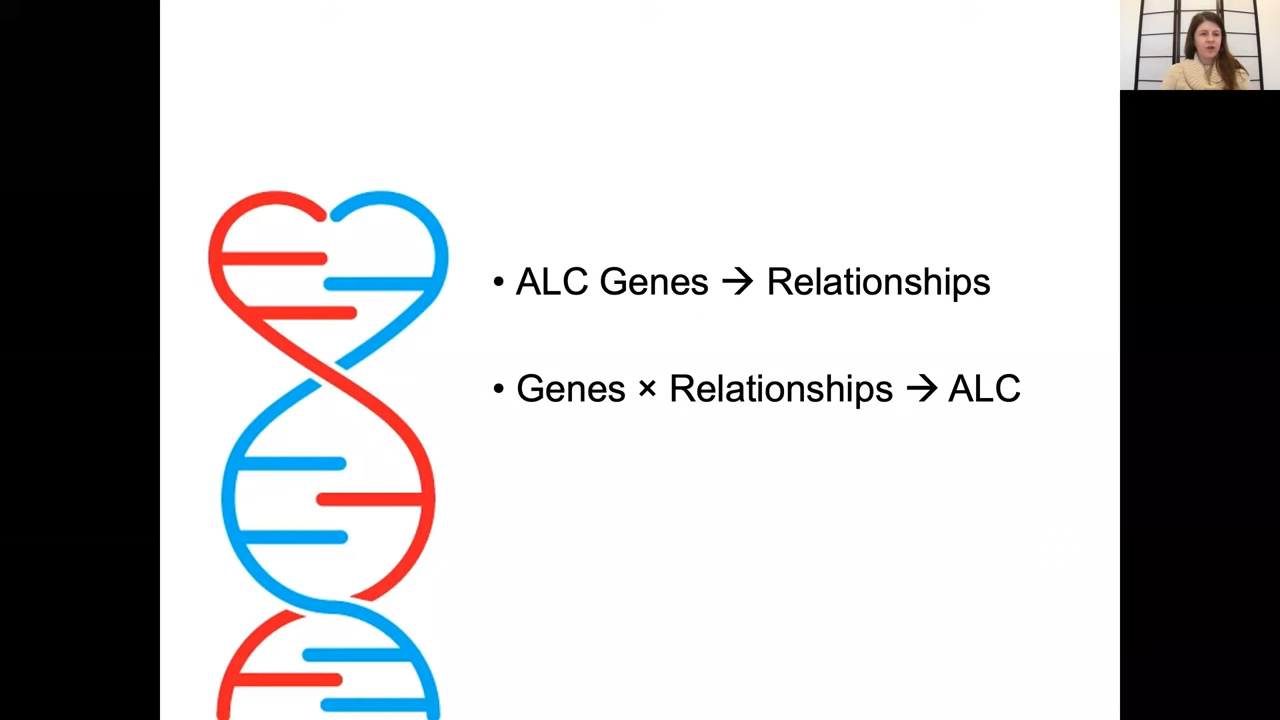 • ALC Genes → Relationships
• Genes × Relationships → ALC